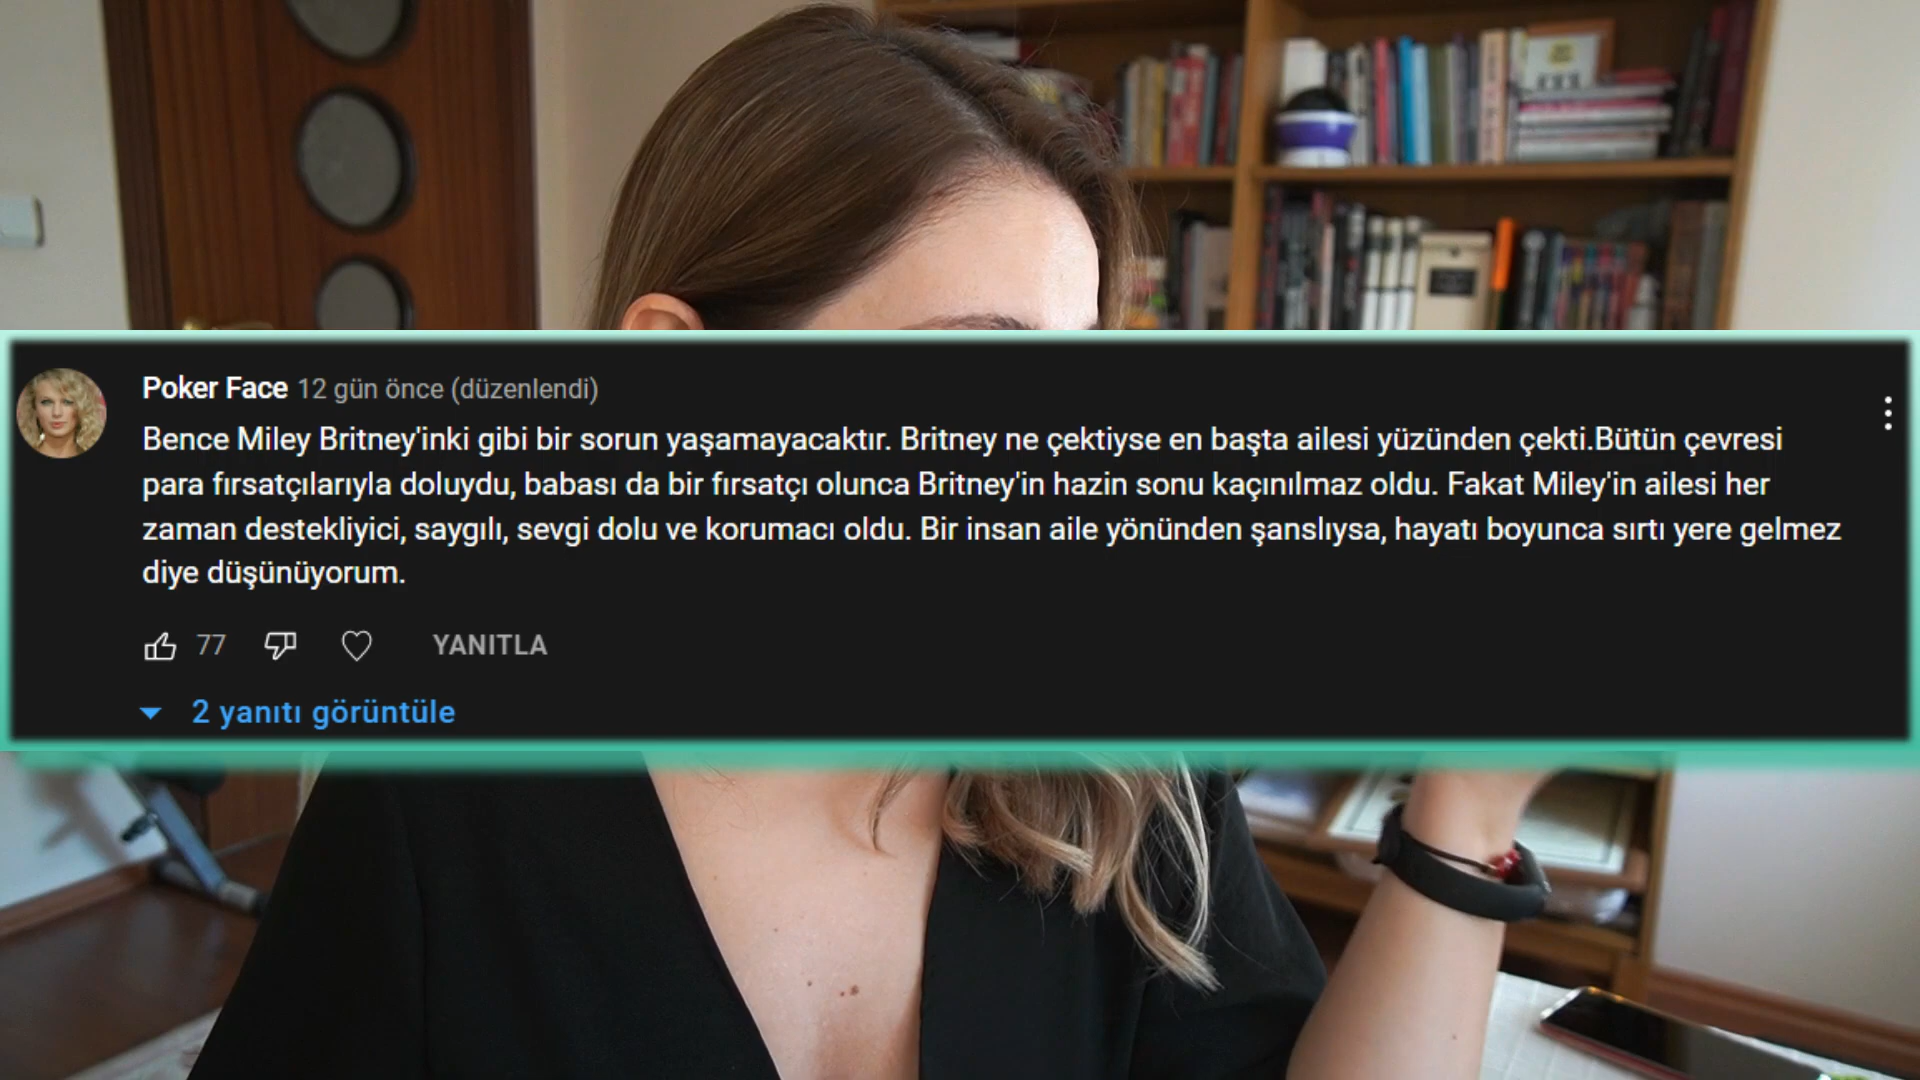 Poker Face 12 gün önce (düzenlendi)
Bence Miley Britney'inki gibi bir sorun yaşamayacaktır. Britney ne çektiyse en başta ailesi yüzünden çekti.Bütün çevresi
para fırsatçılarıyla doluydu, babası da bir fırsatçı olunca Britney'in hazin sonu kaçınılmaz oldu. Fakat Miley'in ailesi her
zaman destekliyici, saygılı, sevgi dolu ve korumacı oldu. Bir insan aile yönünden şanslıysa, hayatı boyunca sırtı yere gelmez
diye düşünüyorum.
77 YANITLA
2 yanıtı görüntüle